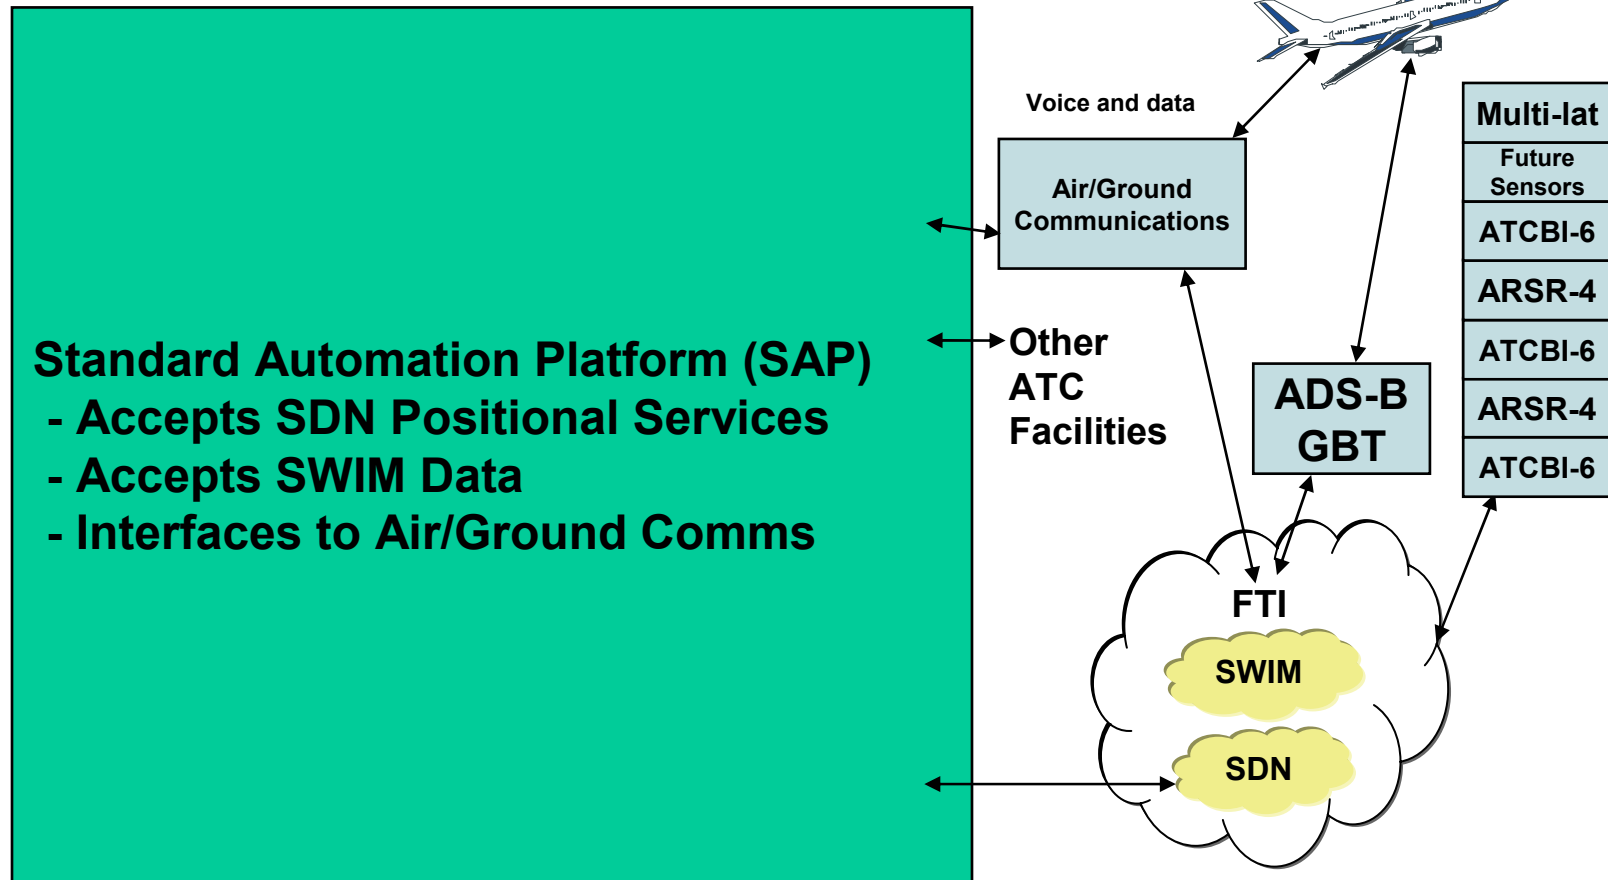 Standard Automation Platform (SAP)
- Accepts SDN Positional Services
- Accepts SWIM Data
- Interfaces to Air/Ground Comms
Voice and data
Air/Ground
Communications
Other
ATC
Facilities
ADS-B
GBT
Multi-lat
Future
Sensors
ATCBI-6
ARSR-4
ATCBI-6
ARSR-4
ATCBI-6
FTI
SWIM
SDN